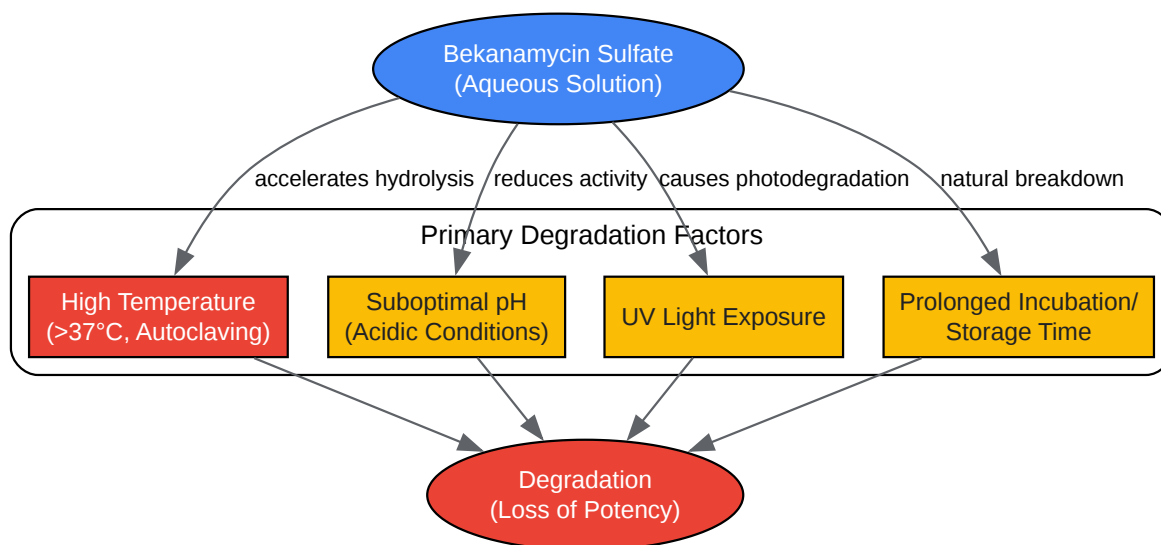 Bekanamycin Sulfate
(Aqueous Solution)
accelerates hydrolysis
reduces activity
causes photodegradation
natural breakdown
Primary Degradation Factors
High Temperature
(>37°C, Autoclaving)
Suboptimal pH
(Acidic Conditions)
UV Light Exposure
Prolonged Incubation/
Storage Time
Degradation
(Loss of Potency)